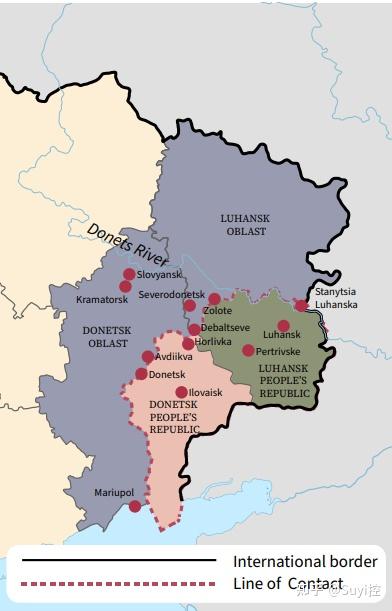 LUHANSK
OBLAST
Donets River
Slovyansk
Kramatorsk
Severodonetsk
Stanytsia
Luhanska
Zolote
DONETSK
OBLAST
Debaltseve
Luhansk
Horlivka
Pertrivske
Avdiivka
LUHANSK
PEOPLE'S
REPUBLIC
Donetsk
Ilovaisk
DONETSK
PEOPLE'S
REPUBLIC
Mariupol
International border
Line of Contact
知乎 @Suyi控